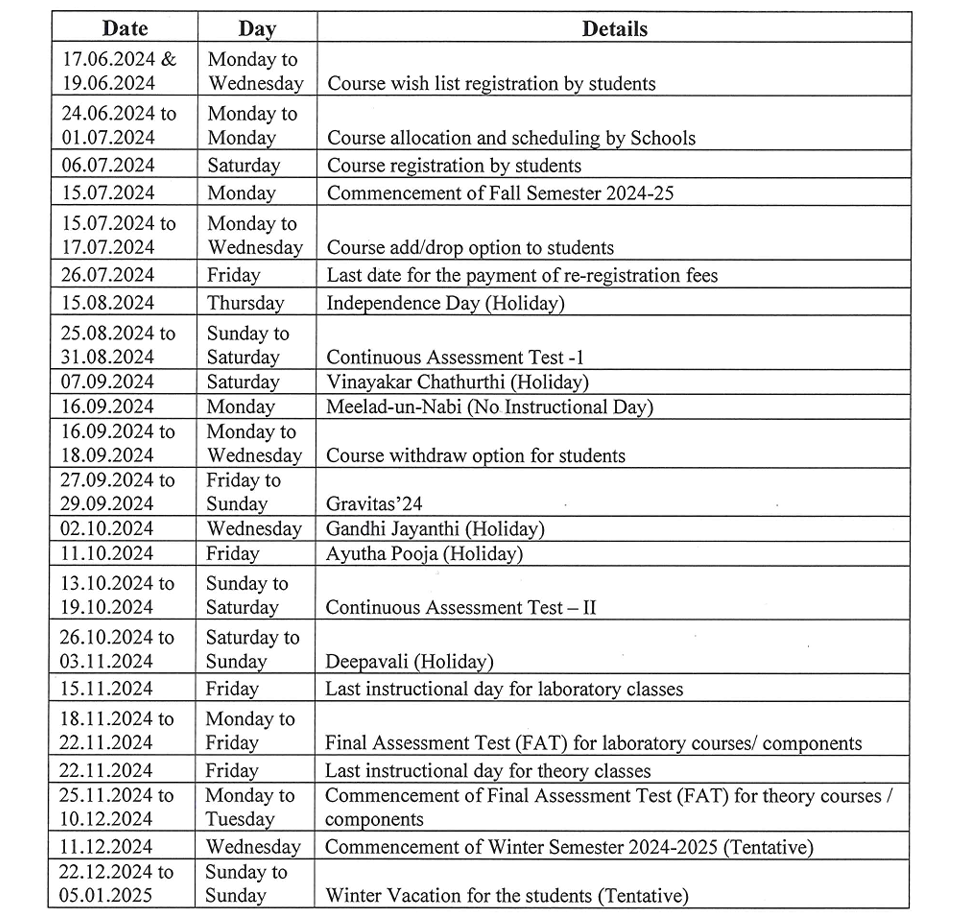 Date Day Details
17.06.2024 & Monday to
19.06.2024 Wednesday Course wish list registration by students
24.06.2024 to Monday to
01.07.2024 Monday Course allocation and scheduling by Schools
06.07.2024 Saturday Course registration by students
15.07.2024 Monday Commencement of Fall Semester 2024-25
15.07.2024 to Monday to
17.07.2024 Wednesday Course add/drop option to students
26.07.2024 Friday Last date for the payment of re-registration fees
15.08.2024 Thursday Independence Day (Holiday)
25.08.2024 to Sunday to
31.08.2024 Saturday Continuous Assessment Test -1
07.09.2024 Saturday Vinayakar Chathurthi (Holiday)
16.09.2024 Monday Meelad-un-Nabi (No Instructional Day)
16.09.2024 to Monday to
18.09.2024 Wednesday Course withdraw option for students
27.09.2024 to Friday to
29.09.2024 Sunday Gravitas’24
02.10.2024 Wednesday Gandhi Jayanthi (Holiday)
11.10.2024 Friday Ayutha Pooja (Holiday)
13.10.2024 to Sunday to
19.10.2024 Saturday Continuous Assessment Test – II
26.10.2024 to Saturday to
03.11.2024 Sunday Deepavali (Holiday)
15.11.2024 Friday Last instructional day for laboratory classes
18.11.2024 to Monday to
22.11.2024 Friday Final Assessment Test (FAT) for laboratory courses/ components
22.11.2024 Friday Last instructional day for theory classes
25.11.2024 to Monday to Commencement of Final Assessment Test (FAT) for theory courses /
10.12.2024 Tuesday components
11.12.2024 Wednesday Commencement of Winter Semester 2024-2025 (Tentative)
22.12.2024 to Sunday to
05.01.2025 Sunday Winter Vacation for the students (Tentative)